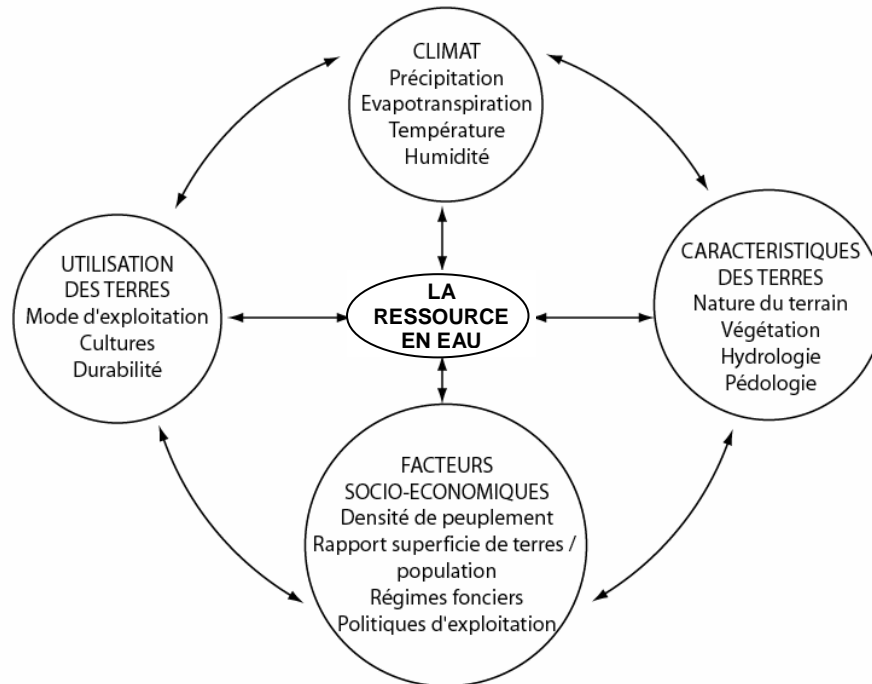 CLIMAT
Précipitation
Evapotranspiration
Température
Humidité
UTILISATION
DES TERRES
Mode d'exploitation
Cultures
Durabilité
LA
RESSOURCE
EN EAU
CARACTERISTIQUES
DES TERRES
Nature du terrain
Végétation
Hydrologie
Pédologie
FACTEURS
SOCIO-ECONOMIQUES
Densité de peuplement
Rapport superficie de terres /
population
Régimes fonciers
Politiques d'exploitation